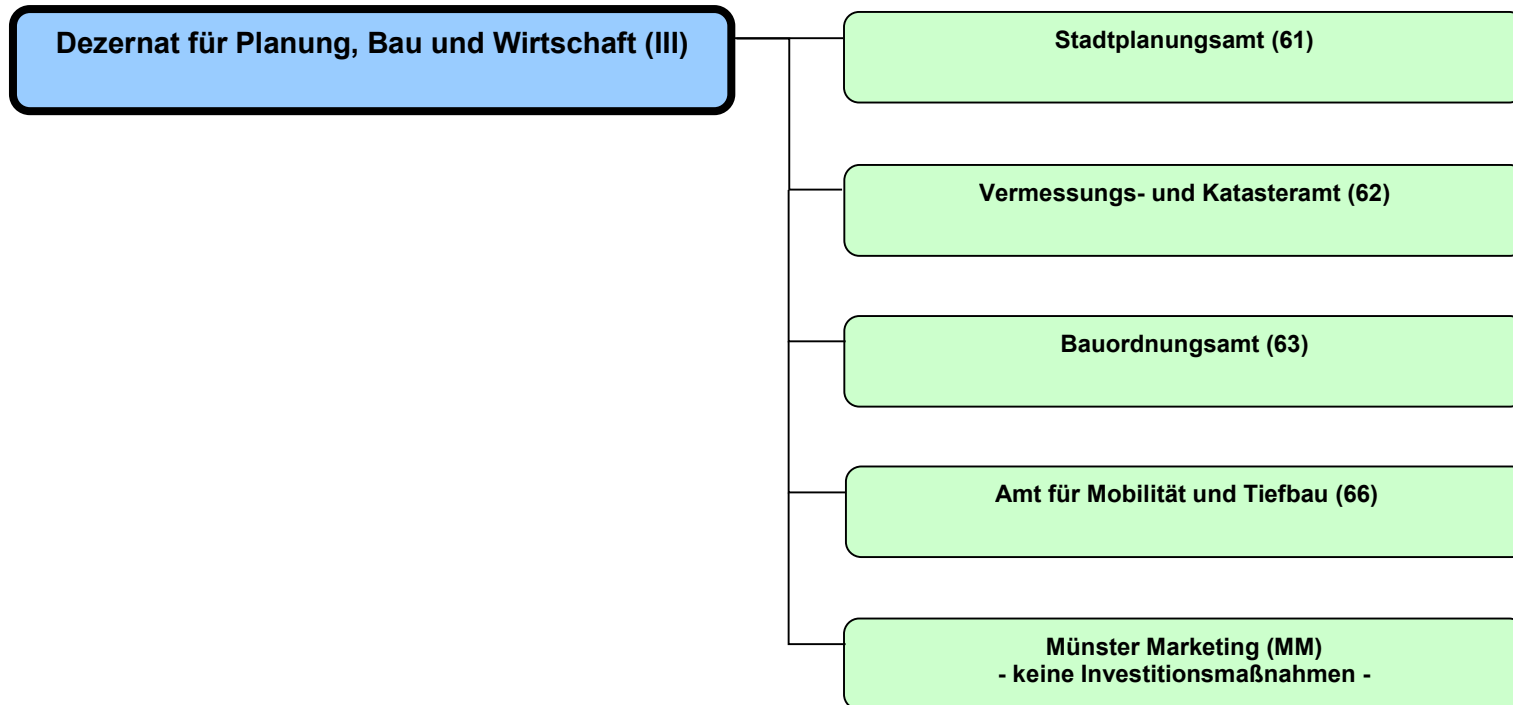 Dezernat für Planung, Bau und Wirtschaft (III)
Stadtplanungsamt (61)
Vermessungs- und Katasteramt (62)
Bauordnungsamt (63)
Amt für Mobilität und Tiefbau (66)
Münster Marketing (MM)
- keine Investitionsmaßnahmen -